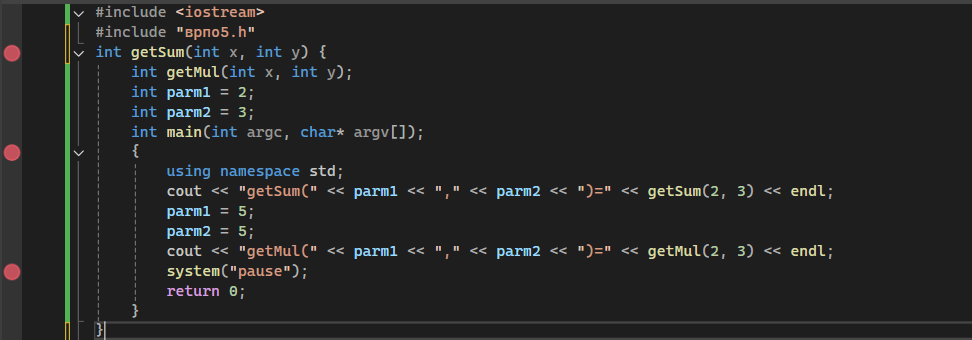 #include <iostream>
#include "врпо5.h"
int getSum(int x, int y) {
    int getMul(int x, int y);
    int parm1 = 2;
    int parm2 = 3;
    int main(int argc, char* argv[]);
    {
        using namespace std;
        cout << "getSum(" << parm1 << "," << parm2 << ")=" << getSum(2, 3) << endl;
        parm1 = 5;
        parm2 = 5;
        cout << "getMul(" << parm1 << "," << parm2 << ")=" << getMul(2, 3) << endl;
        system("pause");
        return 0;
    }
}